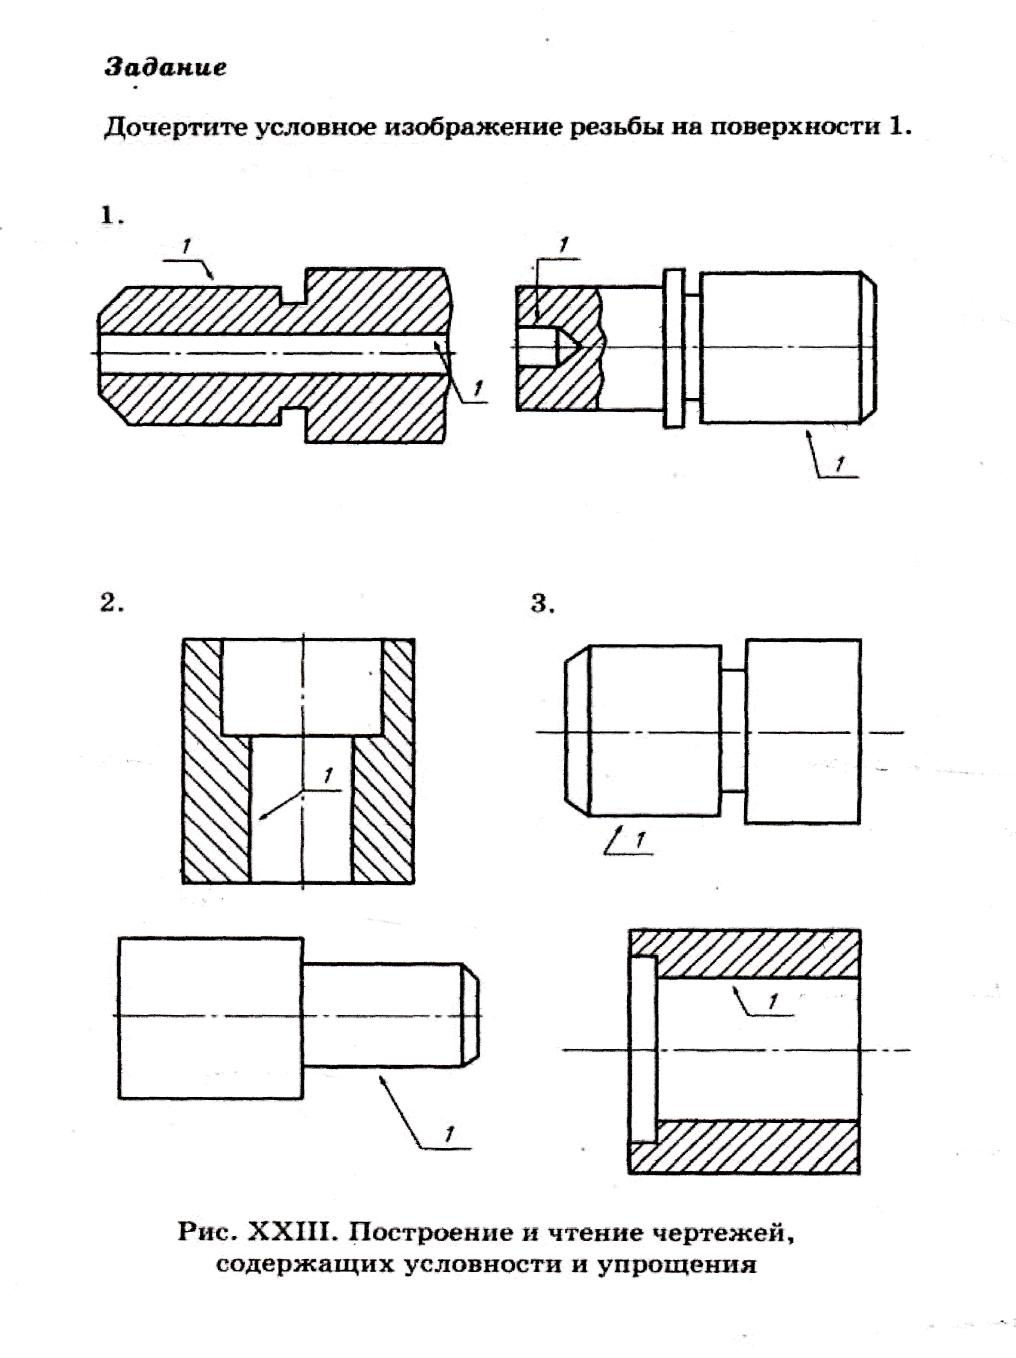 Задание
Дочертите условное изображение резьбы на поверхности 1.
1.
1
1
1
1
2.
3.
1
1
1
1
Рис. XXIII. Построение и чтение чертежей,
содержащих условности и упрощения